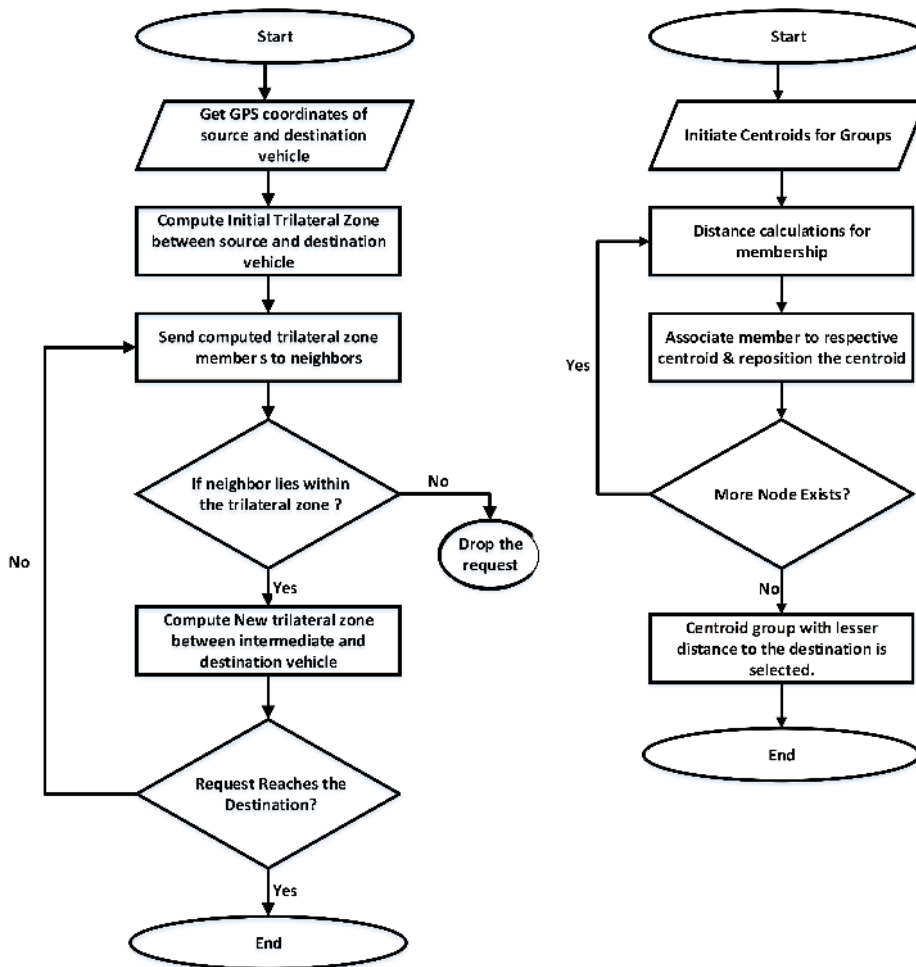 Start
Get GPS coordinates of
source and destination
vehicle
Compute Initial Trilateral Zone
between source and destination
vehicle
Send computed trilateral zone
member s to neighbors
If neighbor lies within
the trilateral zone ?
No
Drop the
request
Yes
Compute New trilateral zone
between intermediate and
destination vehicle
Request Reaches the
Destination?
No
Yes
End
Start
Initiate Centroids for Groups
Distance calculations for
membership
Associate member to respective
centroid & reposition the centroid
More Node Exists?
Yes
No
Centroid group with lesser
distance to the destination is
selected.
End